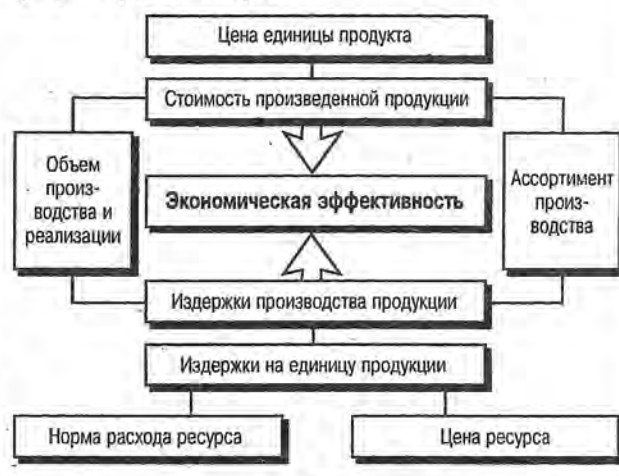 Цена единицы продукта
Стоимость произведенной продукции
Объем
произ-
водства и
реализации
Экономическая эффективность
Ассортимент
произ-
водства
Издержки производства продукции
Издержки на единицу продукции
Норма расхода ресурса
Цена ресурса